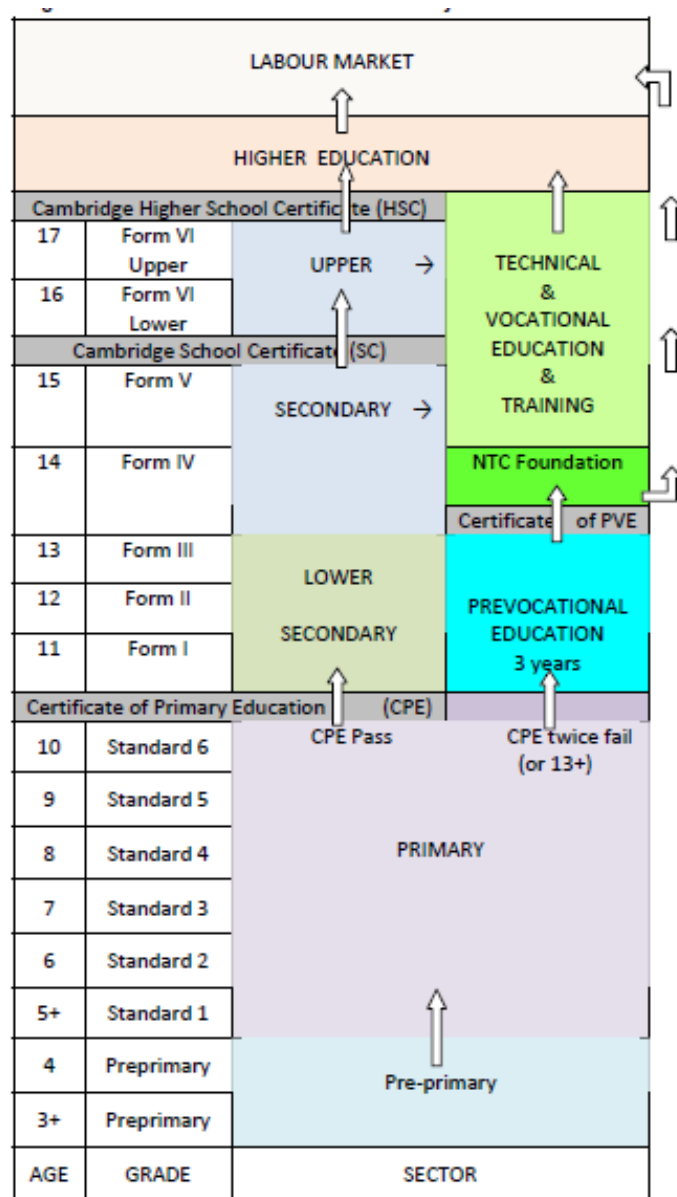 LABOUR MARKET
HIGHER EDUCATION
Cambridge Higher School Certificate (HSC)
17 Form VI Upper
UPPER →
16 Form VI Lower
TECHNICAL
&
VOCATIONAL
EDUCATION
&
TRAINING
Cambridge School Certificate (SC)
15 Form V
SECONDARY →
14 Form IV
NTC Foundation
Certificate of PVE
13 Form III
LOWER
SECONDARY
12 Form II
11 Form I
PREVOCATIONAL
EDUCATION
3 years
Certificate of Primary Education (CPE)
10 Standard 6
CPE Pass
CPE twice fail
(or 13+)
9 Standard 5
8 Standard 4
PRIMARY
7 Standard 3
6 Standard 2
5+ Standard 1
4 Preprimary
Pre-primary
3+ Preprimary
AGE GRADE SECTOR